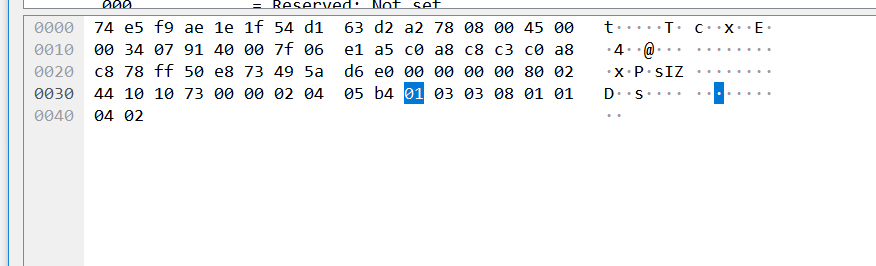 000 = Reserved: Not set
0000 74 e5 f9 ae 1e 1f 54 d1 63 d2 a2 78 08 00 45 00 t·····T· c··x··E·
0010 00 34 07 91 40 00 7f 06 e1 a5 c0 a8 c8 c3 c0 a8 ·4··@··· ········
0020 c8 78 ff 50 e8 73 49 5a d6 e0 00 00 00 00 80 02 ·x·P·sIZ ········
0030 44 10 10 73 00 00 02 04 05 b4 01 03 03 08 01 01 D··s···· ········
0040 04 02 ··